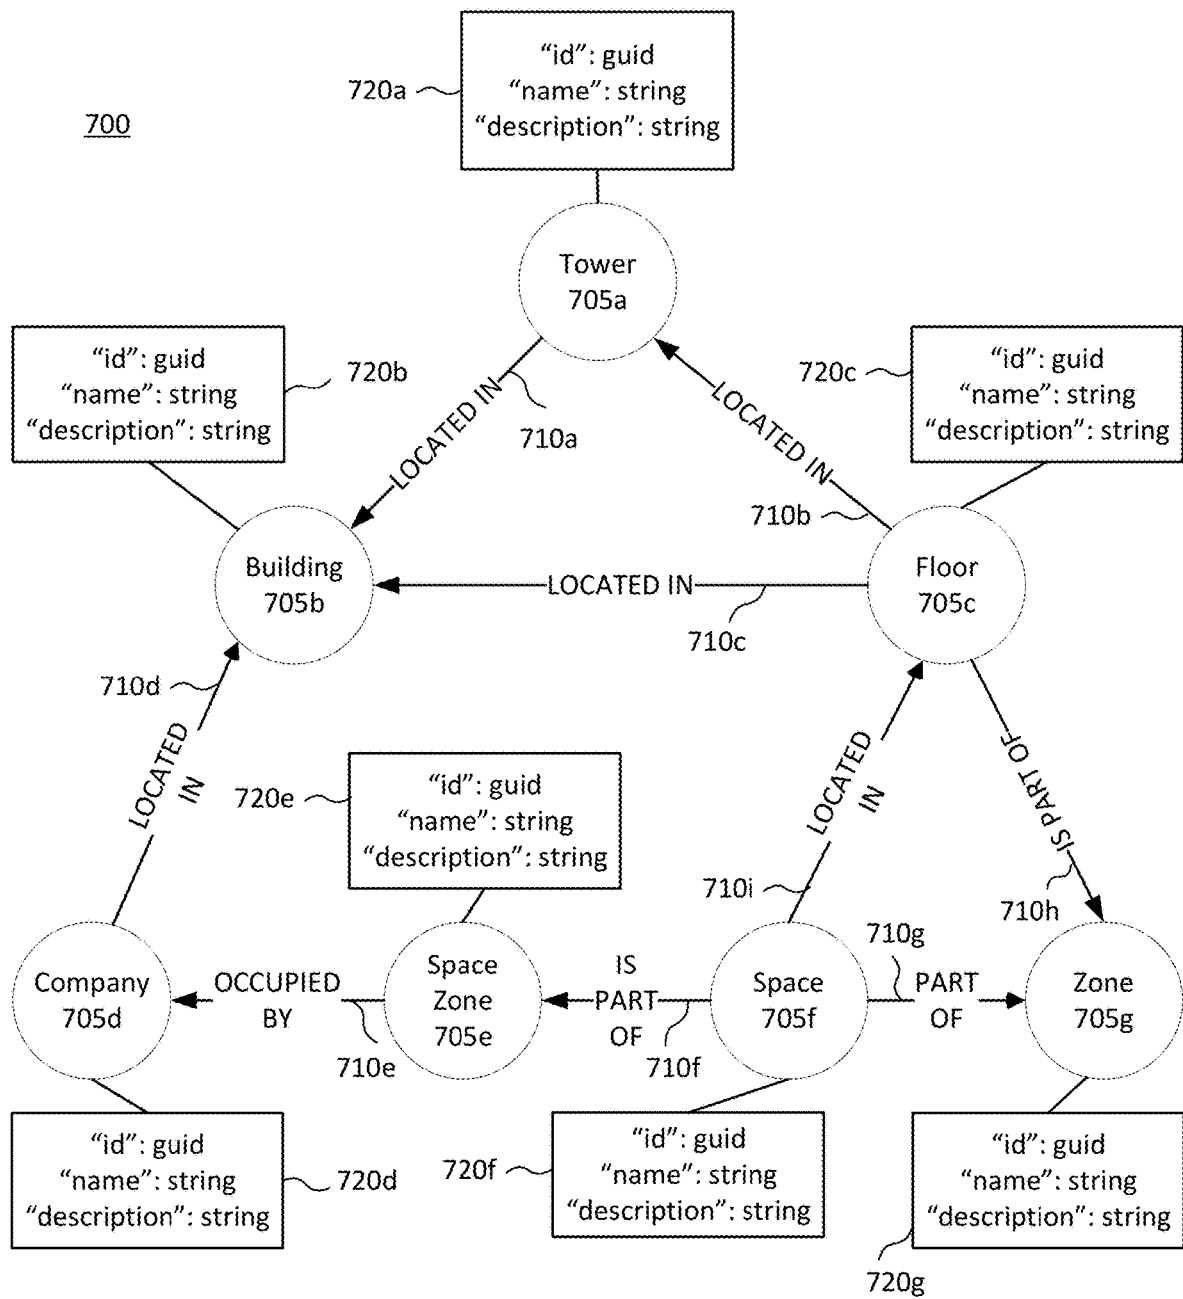 "id": guid
"name": string
"description": string
720a
700
Tower
705a
"id": guid
"name": string
"description": string
720b
720c
"id": guid
"name": string
"description": string
LOCATED IN
710a
LOCATED IN
710b
Building
705b
LOCATED IN
710c
Floor
705c
710d
LOCATED
IN
720e
"id": guid
"name": string
"description": string
LOCATED
IN
710i
IS PART OF
710h
Company
705d
OCCUPIED
BY
710e
Space
Zone
705e
IS
PART
OF
710f
Space
705f
710g
PART
OF
Zone
705g
"id": guid
"name": string
"description": string
720d
720f
"id": guid
"name": string
"description": string
"id": guid
"name": string
"description": string
720g